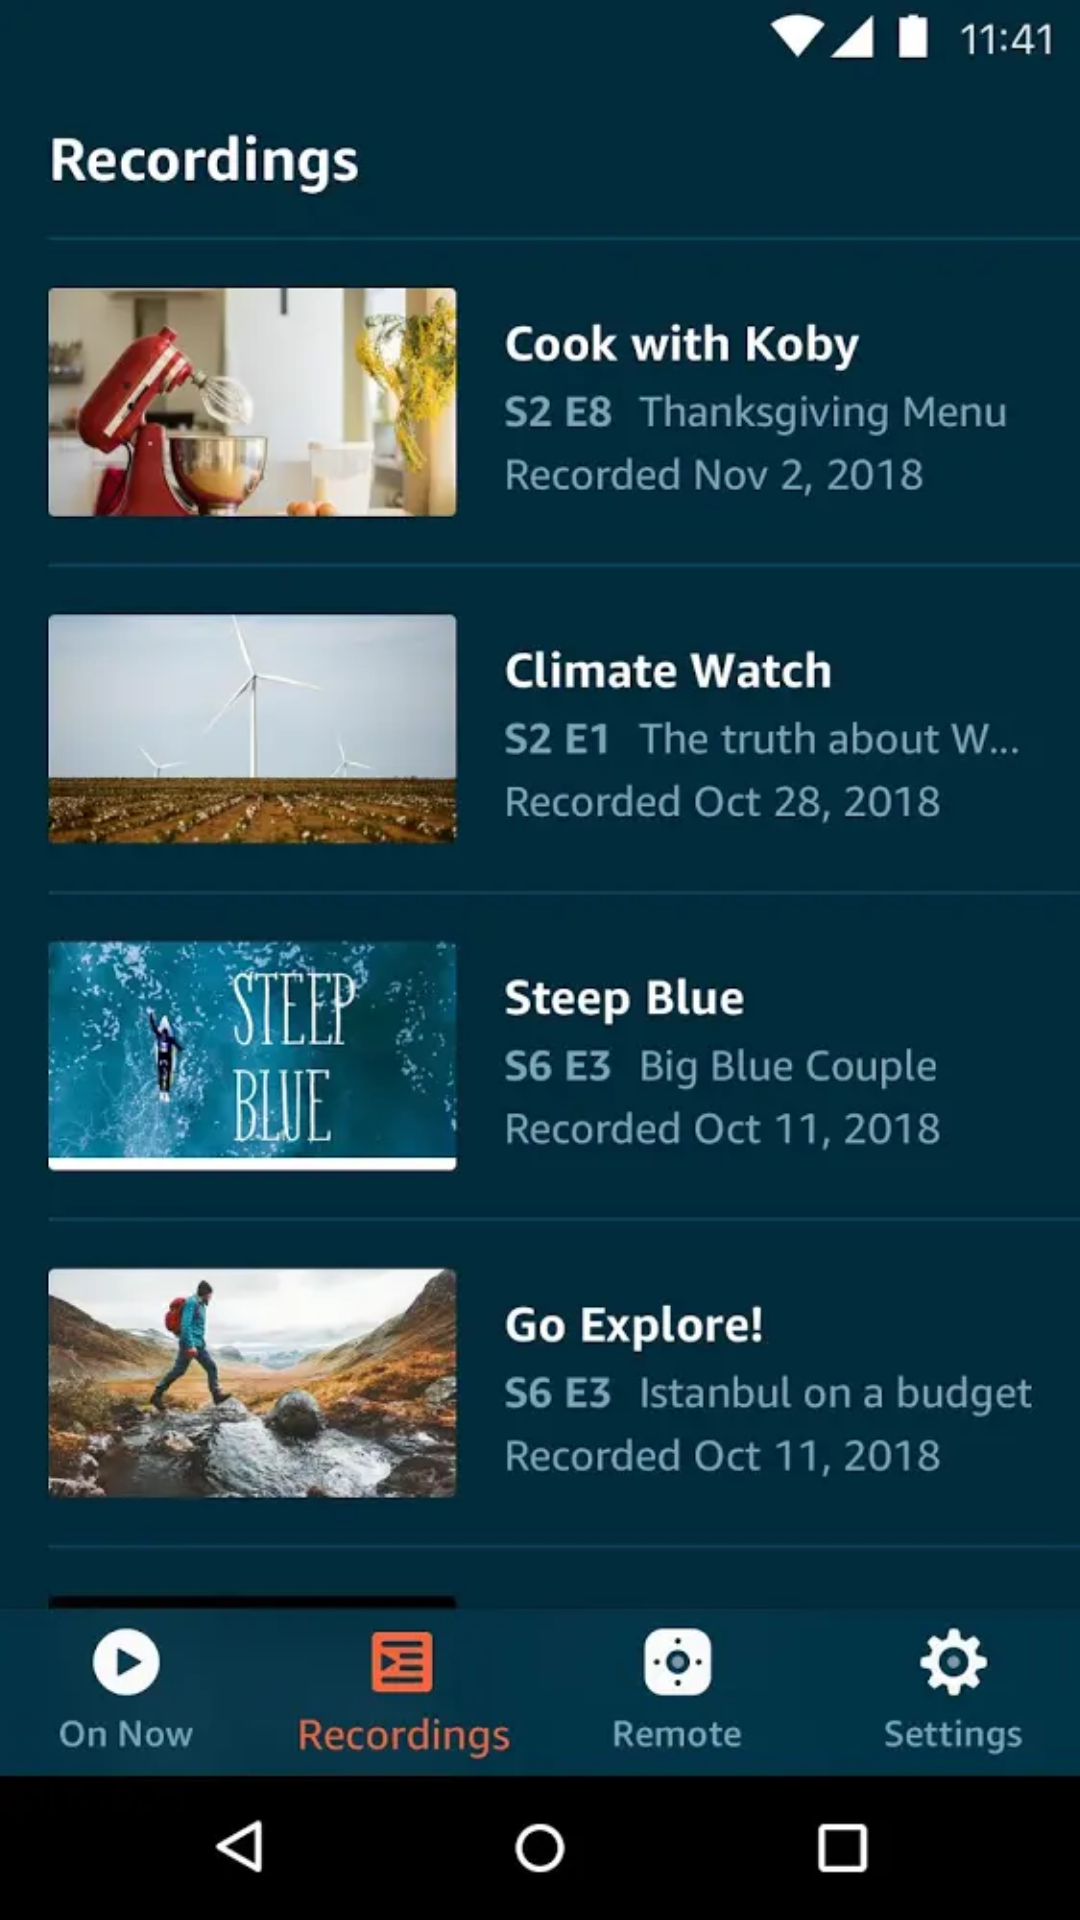 11:41
Recordings
Cook with Koby
S2 E8 Thanksgiving Menu
Recorded Nov 2, 2018
Climate Watch
S2 E1 The truth about W...
Recorded Oct 28, 2018
STEEP
BLUE
Steep Blue
S6 E3 Big Blue Couple
Recorded Oct 11, 2018
Go Explore!
S6 E3 Istanbul on a budget
Recorded Oct 11, 2018
On Now
Recordings
Remote
Settings